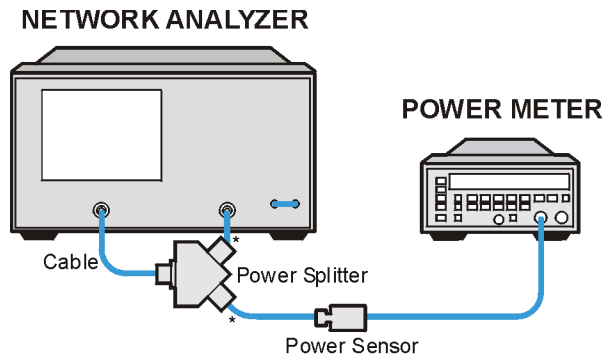 NETWORK ANALYZER
POWER METER
Cable
*
Power Splitter
*
Power Sensor